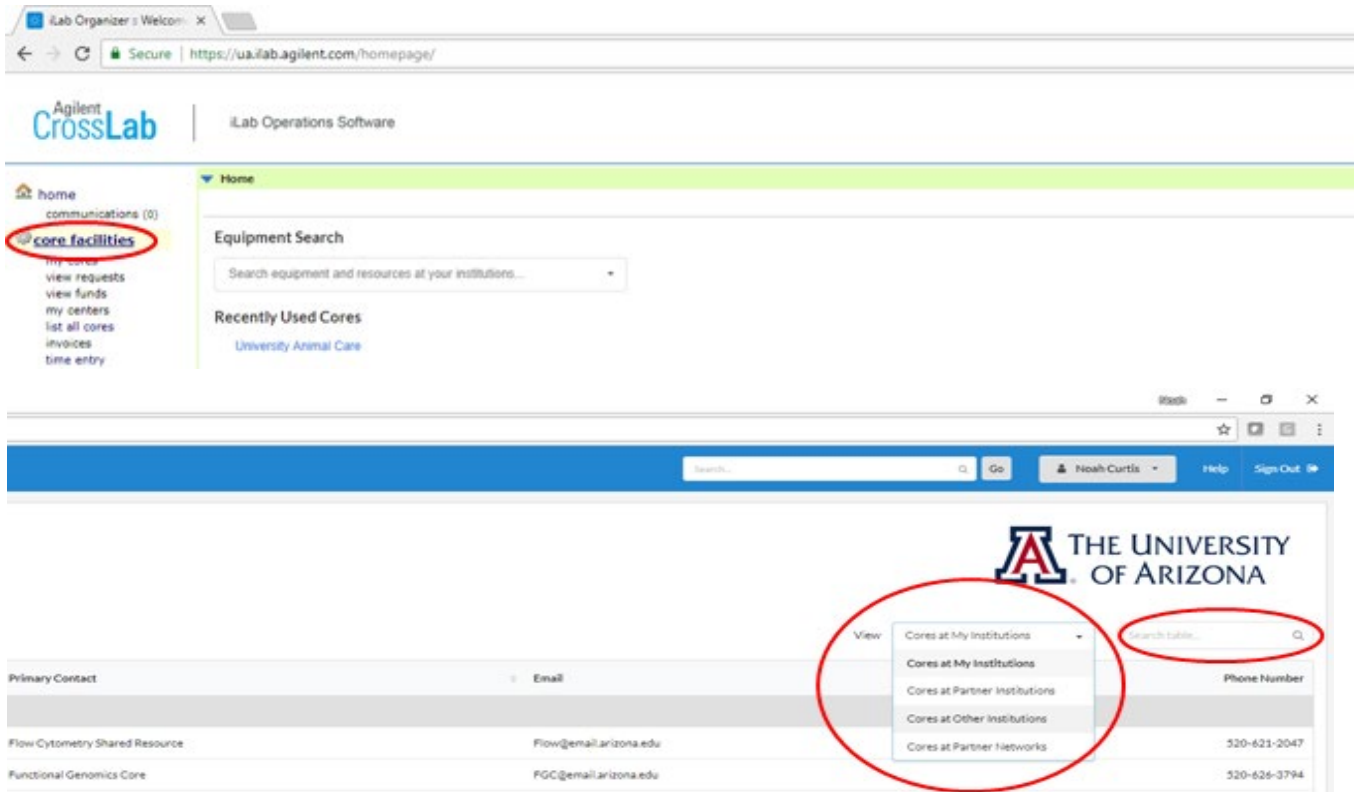 iLab Organizer :: Welcom
Secure | https://ua.ilab.agilent.com/homepage/
Agilent
CrossLab
iLab Operations Software
home
Home
communications (0)
core facilities
Equipment Search
my cores
Search equipment and resources at your institutions...
view requests
view funds
my centers
Recently Used Cores
list all cores
invoices
University Animal Care
time entry
Search...
Go
Noah Curtis
Help
Sign Out
THE UNIVERSITY
OF ARIZONA
View
Cores at My Institutions
Search table...
Cores at My Institutions
Primary Contact
Email
Phone Number
Cores at Partner Institutions
Cores at Other Institutions
Flow Cytometry Shared Resource
Flow@email.arizona.edu
Cores at Partner Networks
520-621-2047
Functional Genomics Core
FGC@email.arizona.edu
520-626-3794